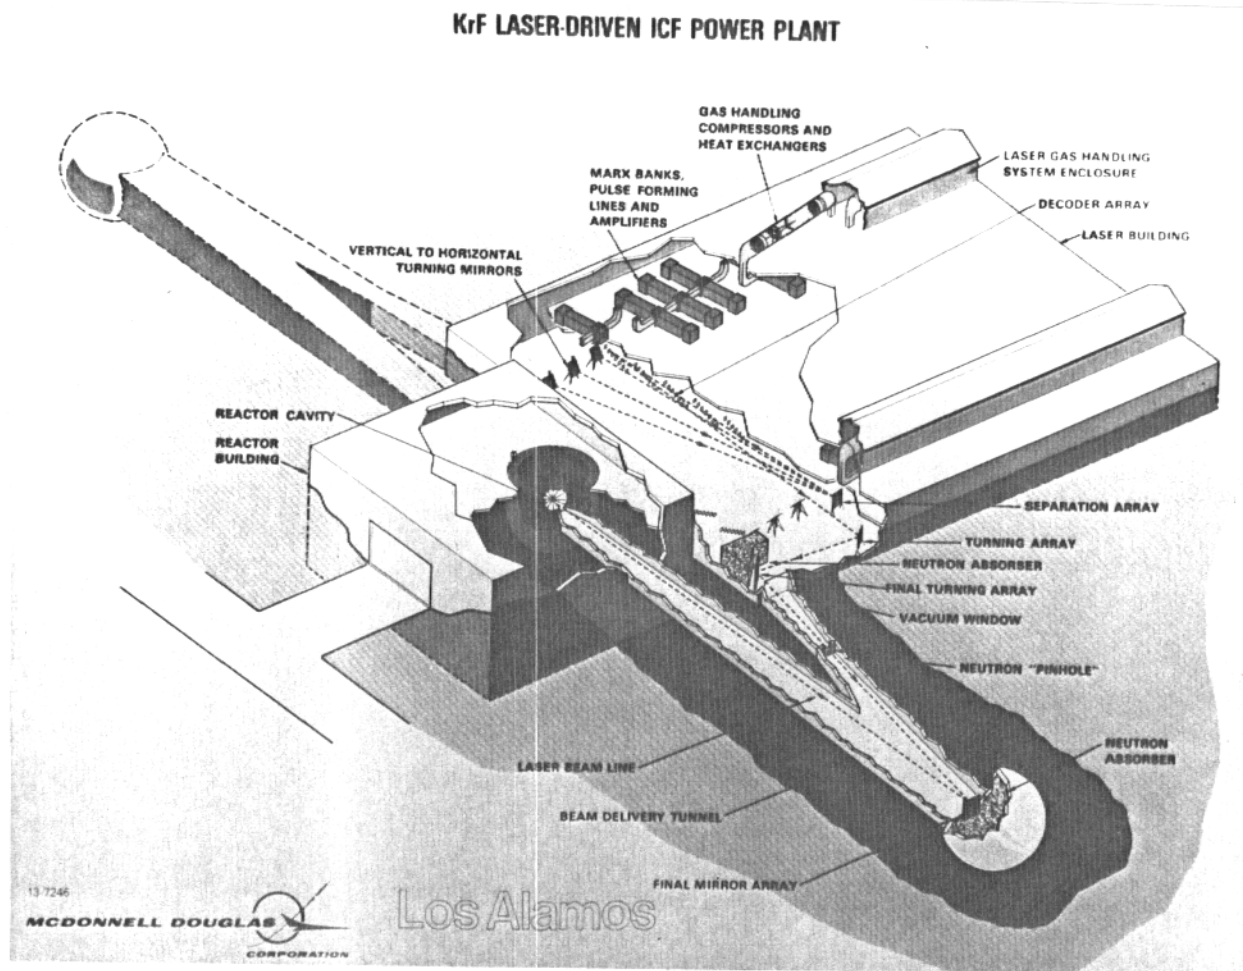 KrF LASER-DRIVEN ICF POWER PLANT
GAS HANDLING
COMPRESSORS AND
HEAT EXCHANGERS
LASER GAS HANDLING
SYSTEM ENCLOSURE
MARX BANKS,
PULSE FORMING
LINES AND
AMPLIFIERS
DECODER ARRAY
LASER BUILDING
VERTICAL TO HORIZONTAL
TURNING MIRRORS
REACTOR CAVITY
REACTOR
BUILDING
SEPARATION ARRAY
TURNING ARRAY
NEUTRON ABSORBER
FINAL TURNING ARRAY
VACUUM WINDOW
NEUTRON "PINHOLE"
NEUTRON
ABSORBER
LASER BEAM LINE
BEAM DELIVERY TUNNEL
FINAL MIRROR ARRAY
13-7246
MCDONNELL DOUGLAS
CORPORATION
Los Alamos